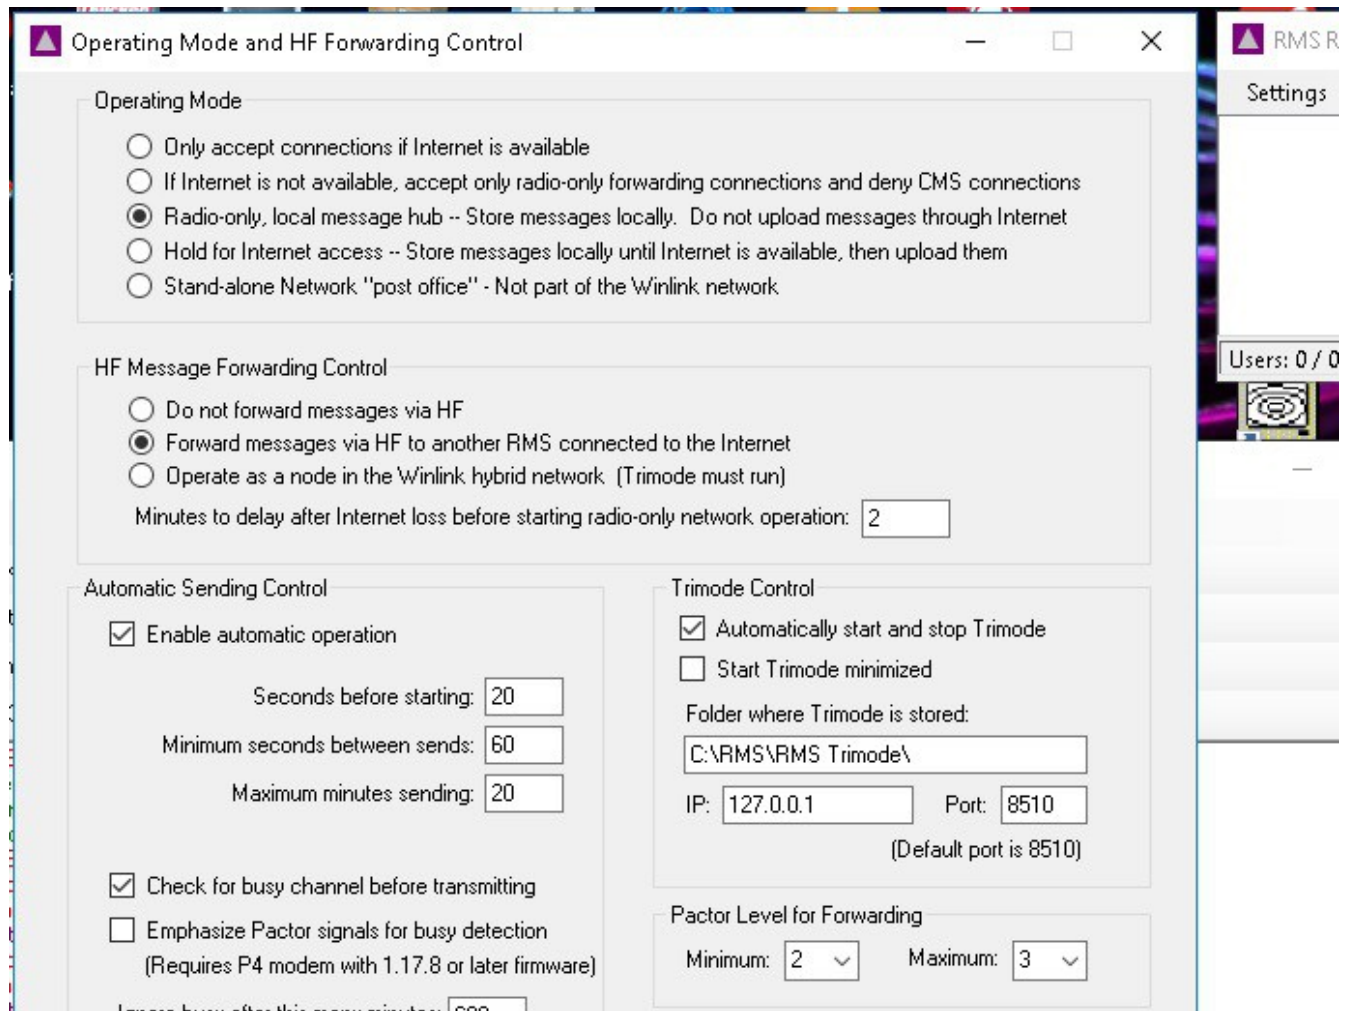 Operating Mode and HF Forwarding Control
RMS R
Settings
Operating Mode
Only accept connections if Internet is available
If Internet is not available, accept only radio-only forwarding connections and deny CMS connections
Radio-only, local message hub -- Store messages locally.  Do not upload messages through Internet
Hold for Internet access -- Store messages locally until Internet is available, then upload them
Stand-alone Network "post office" - Not part of the Winlink network
Users: 0 / 0
HF Message Forwarding Control
Do not forward messages via HF
Forward messages via HF to another RMS connected to the Internet
Operate as a node in the Winlink hybrid network  (Trimode must run)
Minutes to delay after Internet loss before starting radio-only network operation: 2
Automatic Sending Control
Enable automatic operation
Seconds before starting: 20
Minimum seconds between sends: 60
Maximum minutes sending: 20
Check for busy channel before transmitting
Emphasize Pactor signals for busy detection
(Requires P4 modem with 1.17.8 or later firmware)
Ignore busy after this many minutes:
Trimode Control
Automatically start and stop Trimode
Start Trimode minimized
Folder where Trimode is stored:
C:\RMS\RMS Trimode\
IP: 127.0.0.1 Port: 8510
(Default port is 8510)
Pactor Level for Forwarding
Minimum: 2 Maximum: 3